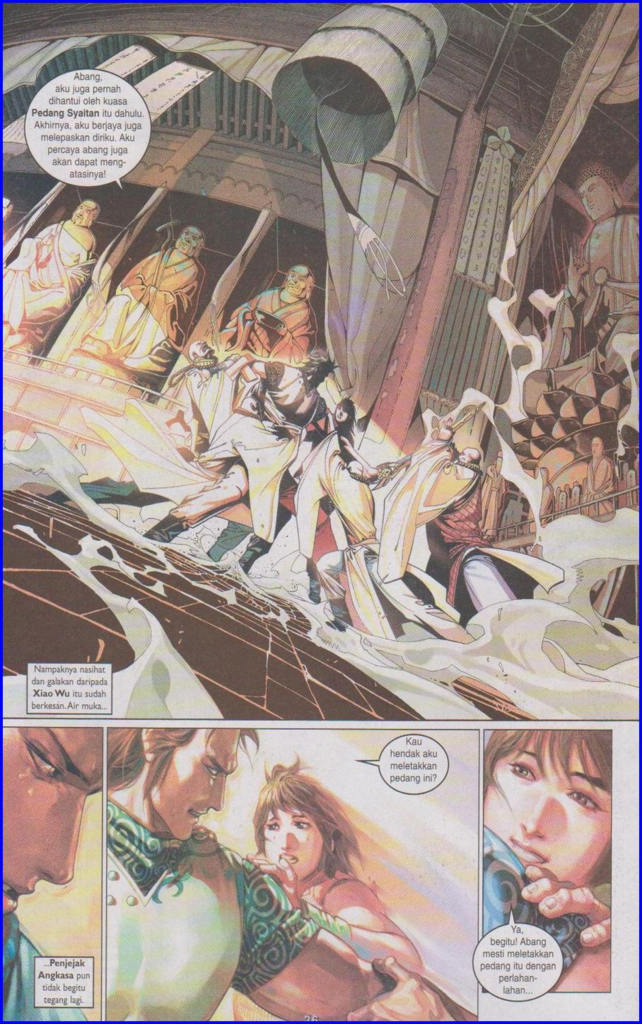 Abang,
aku juga pernah
dihantui oleh kuasa
Pedang Syaitan itu dahulu.
Akhirnya, aku berjaya juga
melepaskan diriku. Aku
percaya abang juga
akan dapat meng-
atasinya!
Nampaknya nasihat
dan galakan daripada
Xiao Wu itu sudah
berkesan. Air muka...
...Penjejak
Angkasa pun
tidak begitu
tegang lagi.
Kau
hendak aku
meletakkan
pedang ini?
Ya,
begitu! Abang
mesti meletakkan
pedang itu dengan
perlahan-
lahan...